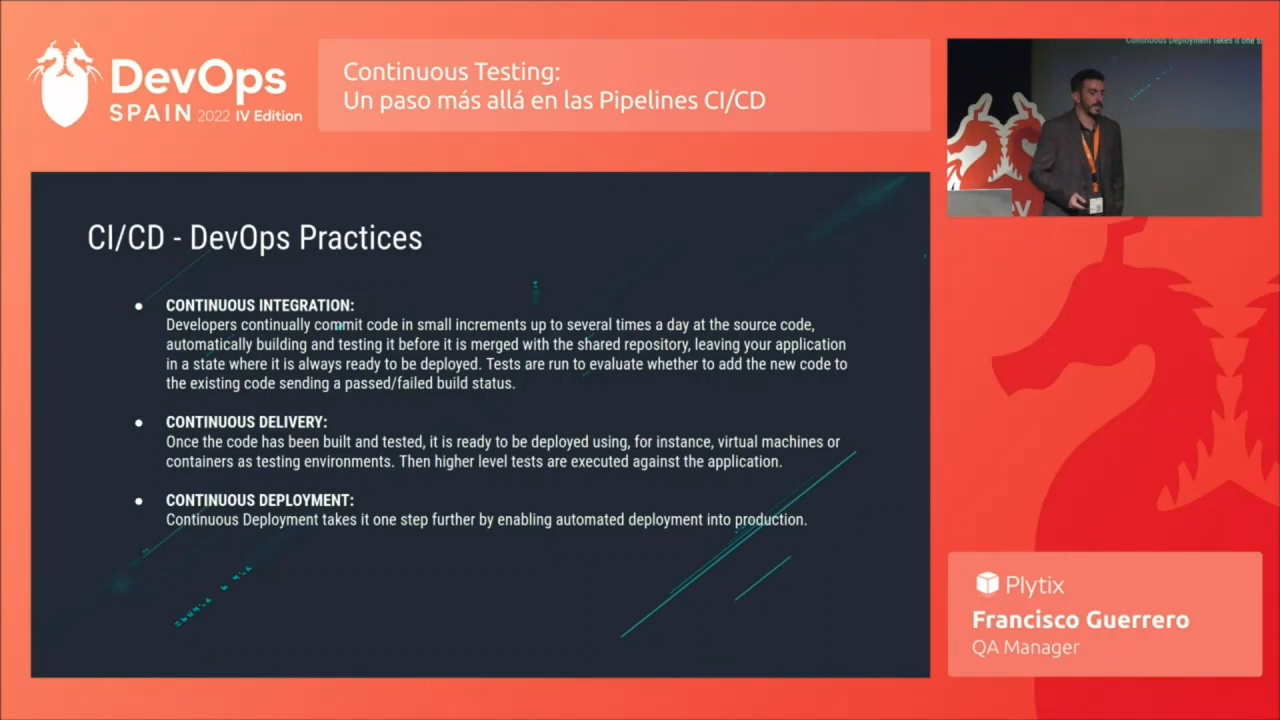 DevOps
SPAIN 2022 IV Edition
Continuous Testing:
Un paso más allá en las Pipelines CI/CD
Continuous Deployment takes it one s
CI/CD - DevOps Practices
● CONTINUOUS INTEGRATION:
Developers continually commit code in small increments up to several times a day at the source code,
automatically building and testing it before it is merged with the shared repository, leaving your application
in a state where it is always ready to be deployed. Tests are run to evaluate whether to add the new code to
the existing code sending a passed/failed build status.
● CONTINUOUS DELIVERY:
Once the code has been built and tested, it is ready to be deployed using, for instance, virtual machines or
containers as testing environments. Then higher level tests are executed against the application.
● CONTINUOUS DEPLOYMENT:
Continuous Deployment takes it one step further by enabling automated deployment into production.
Plytix
Francisco Guerrero
QA Manager